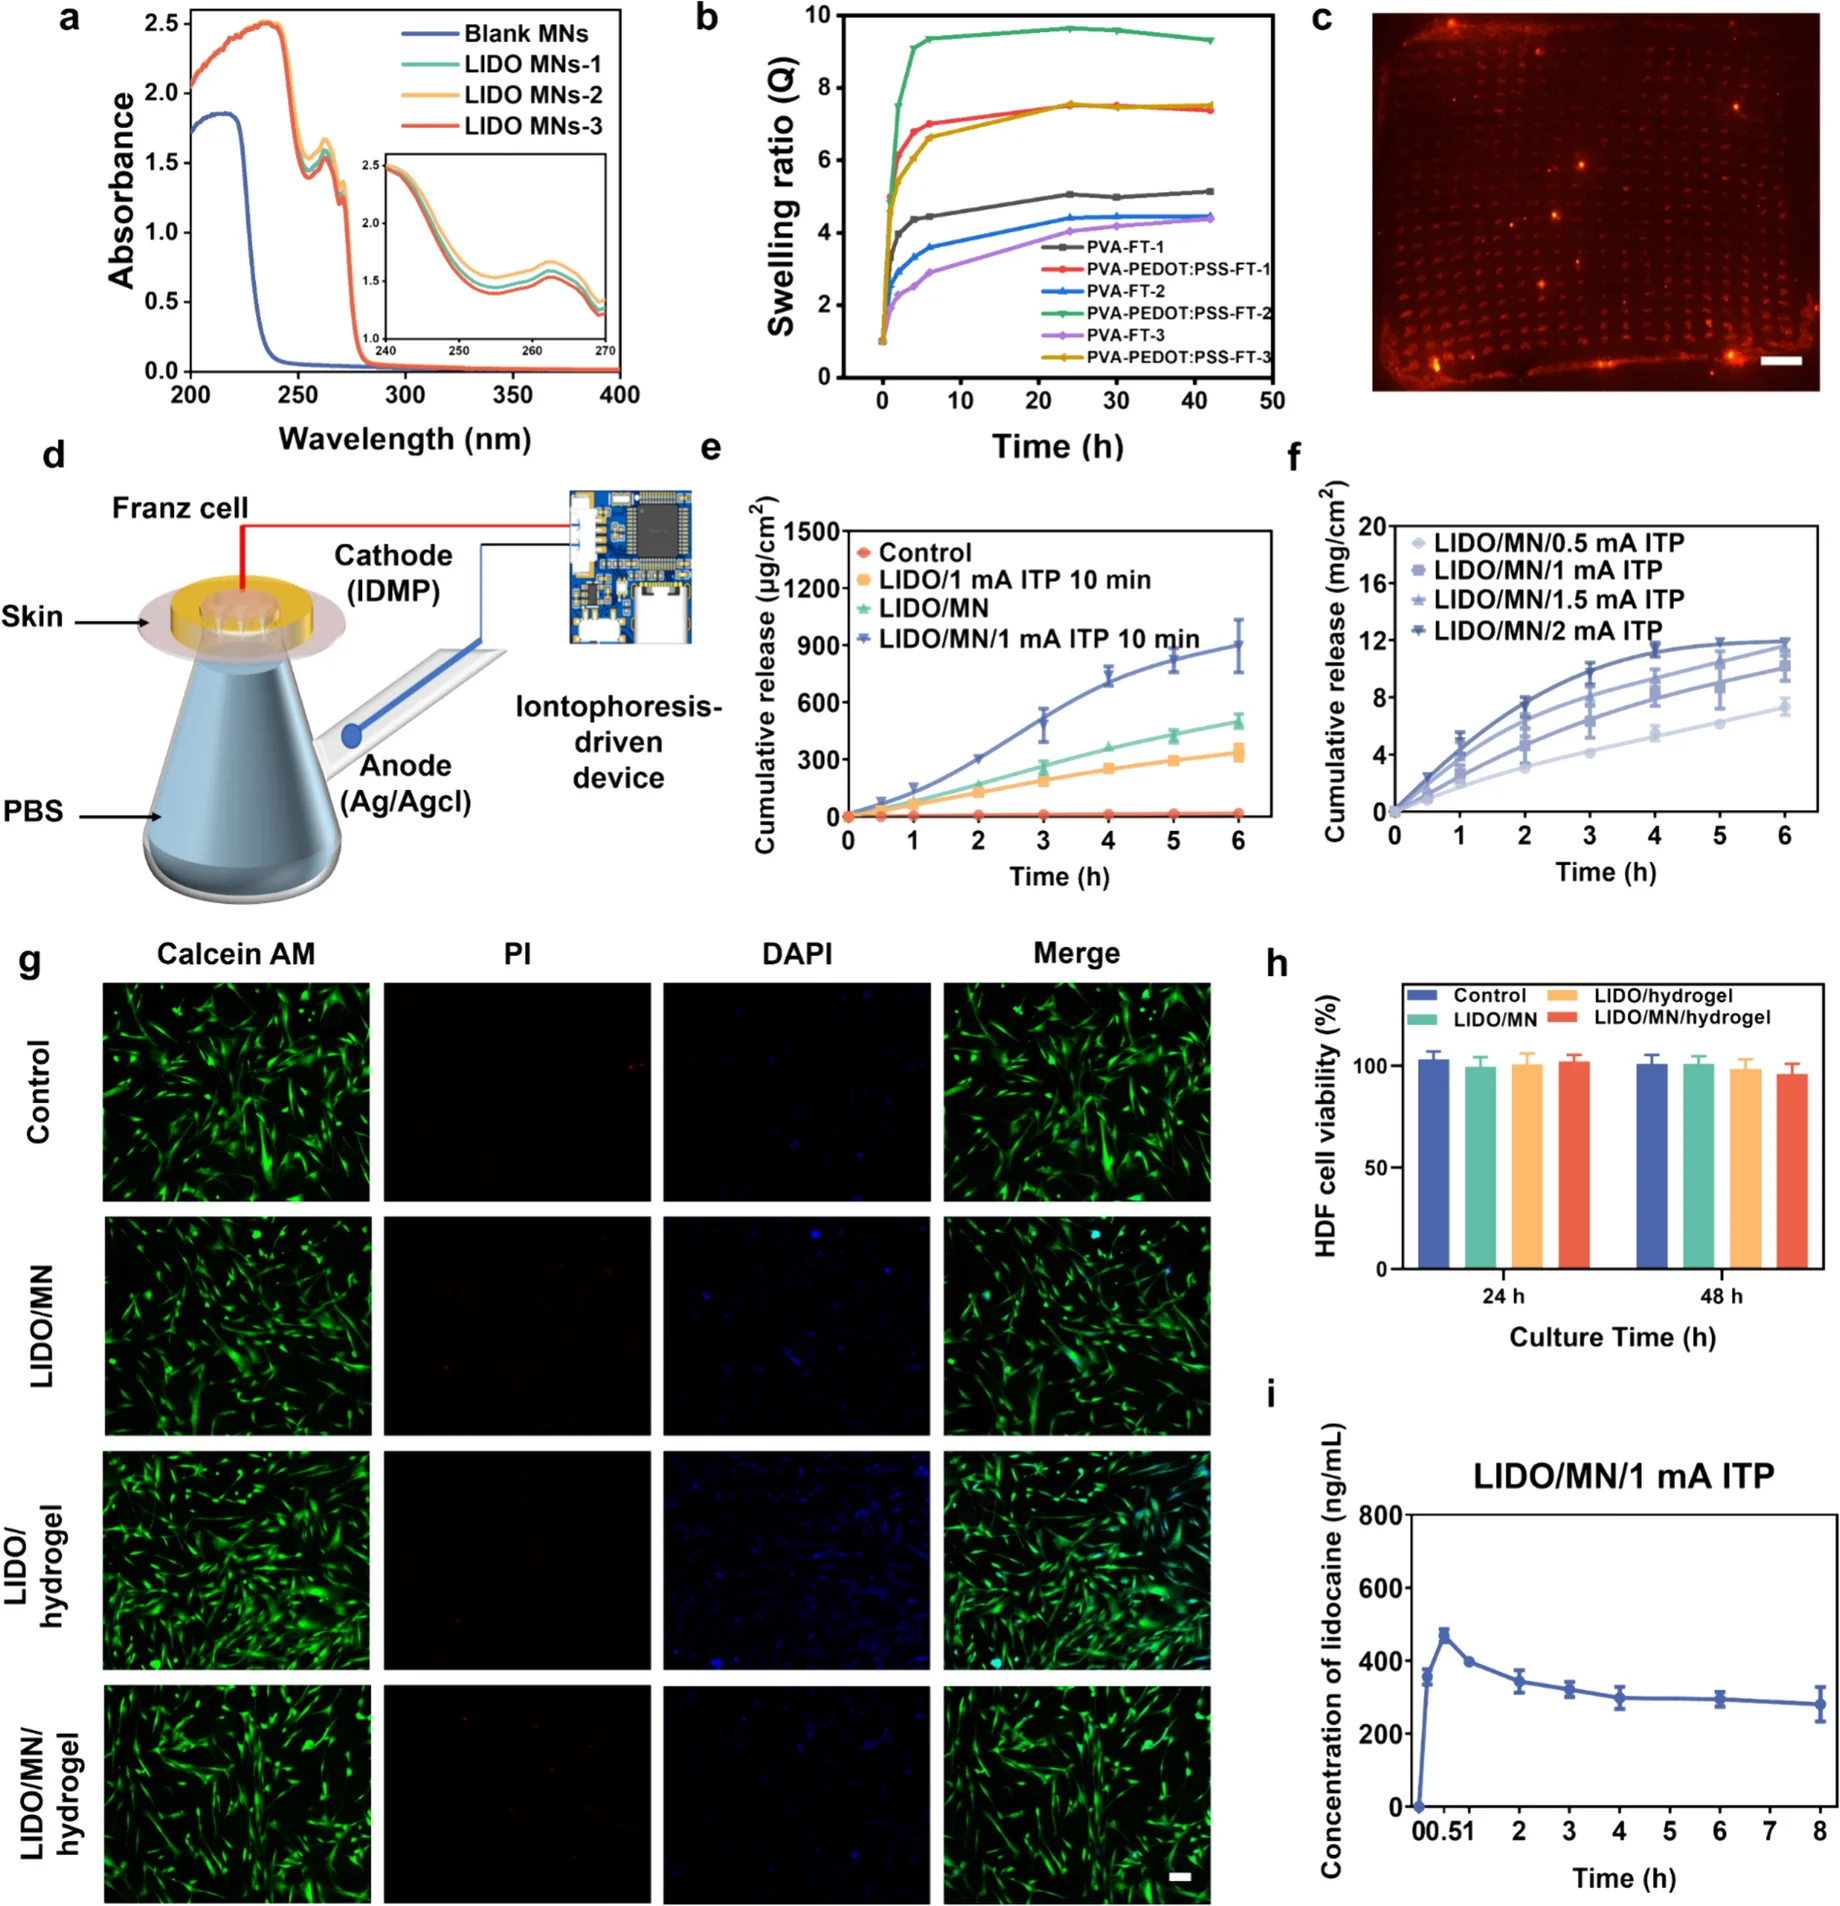 a
2.5
2.0
1.5
1.0
0.5
0.0
200
250
300
350
400
Absorbance
Wavelength (nm)
Blank MNs
LIDO MNs-1
LIDO MNs-2
LIDO MNs-3
2.5
2.0
1.5
1.0
240
250
260
270
b
10
8
6
4
2
0
0
10
20
30
40
50
Swelling ratio (Q)
Time (h)
PVA-FT-1
PVA-PEDOT:PSS-FT-1
PVA-FT-2
PVA-PEDOT:PSS-FT-2
PVA-FT-3
PVA-PEDOT:PSS-FT-3
c
d
Franz cell
Cathode
(IDMP)
Skin
PBS
Anode
(Ag/Agcl)
Iontophoresis-
driven
device
e
1500
1200
900
600
300
0
0
1
2
3
4
5
6
Cumulative release (µg/cm²)
Time (h)
Control
LIDO/1 mA ITP 10 min
LIDO/MN
LIDO/MN/1 mA ITP 10 min
f
20
16
12
8
4
0
0
1
2
3
4
5
6
Cumulative release (mg/cm²)
Time (h)
LIDO/MN/0.5 mA ITP
LIDO/MN/1 mA ITP
LIDO/MN/1.5 mA ITP
LIDO/MN/2 mA ITP
g
Calcein AM
PI
DAPI
Merge
Control
LIDO/MN
LIDO/
hydrogel
LIDO/MN/
hydrogel
h
Control
LIDO/hydrogel
LIDO/MN
LIDO/MN/hydrogel
100
50
0
24 h
48 h
HDF cell viability (%)
Culture Time (h)
i
LIDO/MN/1 mA ITP
800
600
400
200
0
0
0.5
1
2
3
4
5
6
7
8
Concentration of lidocaine (ng/mL)
Time (h)